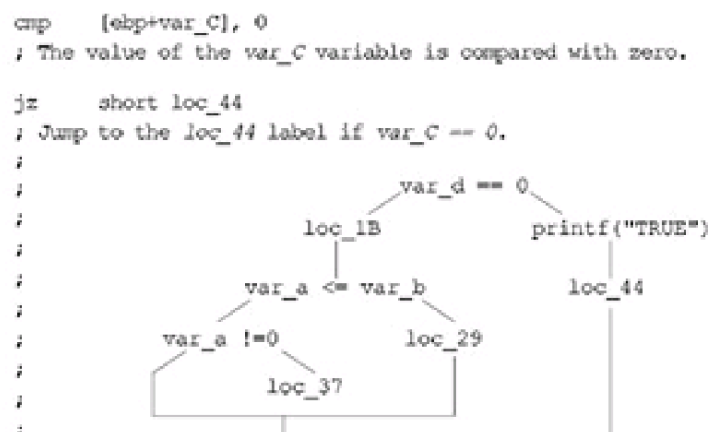 cmp [ebp+var_C], 0
; The value of the var_C variable is compared with zero.
jz short loc_44
; Jump to the loc_44 label if var_C == 0.
;
; var_d == 0
; loc_1B printf("TRUE")
;
; var_a <= var_b loc_44
;
; var_a !=0 loc_29
; loc_37
;
;